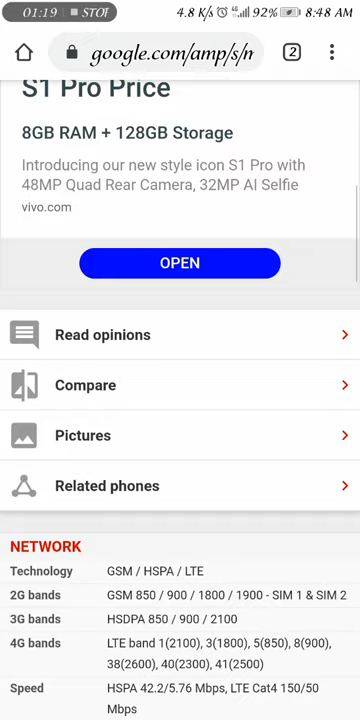 01:19 STOP 4.8 K/s 4G 92% 8:48 AM
google.com/amp/s/n 2
S1 Pro Price
8GB RAM + 128GB Storage
Introducing our new style icon S1 Pro with
48MP Quad Rear Camera, 32MP AI Selfie
vivo.com
OPEN
Read opinions
Compare
Pictures
Related phones
NETWORK
Technology GSM / HSPA / LTE
2G bands GSM 850 / 900 / 1800 / 1900 - SIM 1 & SIM 2
3G bands HSDPA 850 / 900 / 2100
4G bands LTE band 1(2100), 3(1800), 5(850), 8(900),
38(2600), 40(2300), 41(2500)
Speed HSPA 42.2/5.76 Mbps, LTE Cat4 150/50
Mbps